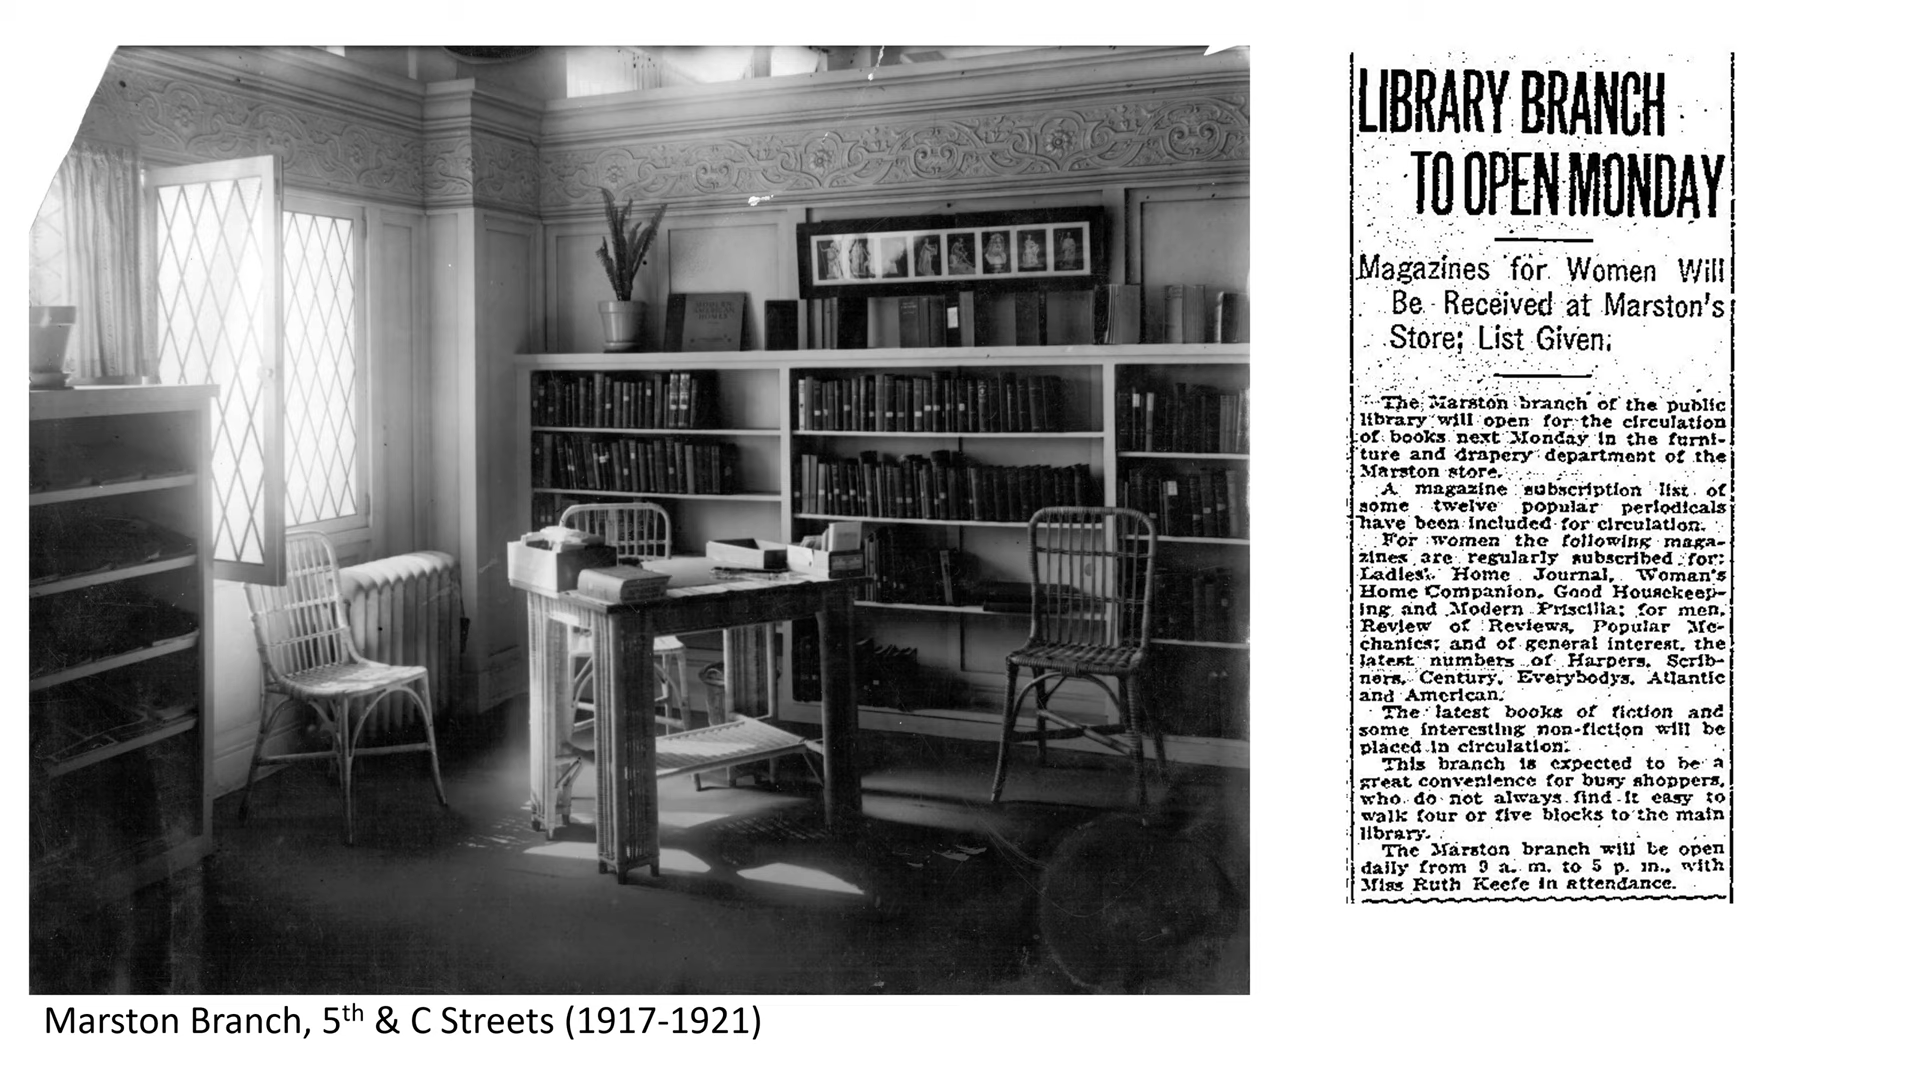 LIBRARY BRANCH
TO OPEN MONDAY
Magazines for Women Will
Be Received at Marston's
Store; List Given.
The Marston branch of the public
library will open for the circulation
of books next Monday in the furni-
ture and drapery department of the
Marston store.
A magazine subscription list of
some twelve popular periodicals
have been included for circulation.
For women the following maga-
zines are regularly subscribed for:
Ladies' Home Journal, Woman's
Home Companion, Good Housekeep-
ing and Modern Priscilla; for men,
Review of Reviews, Popular Me-
chanics; and of general interest, the
latest numbers of Harpers, Scrib-
ners, Century, Everybodys, Atlantic
and American.
The latest books of fiction and
some interesting non-fiction will be
placed in circulation.
This branch is expected to be a
great convenience for busy shoppers,
who do not always find it easy to
walk four or five blocks to the main
library.
The Marston branch will be open
daily from 9 a. m. to 5 p. m., with
Miss Ruth Keefe in attendance.
AMERICAN
HOMES
Marston Branch, 5th & C Streets (1917-1921)